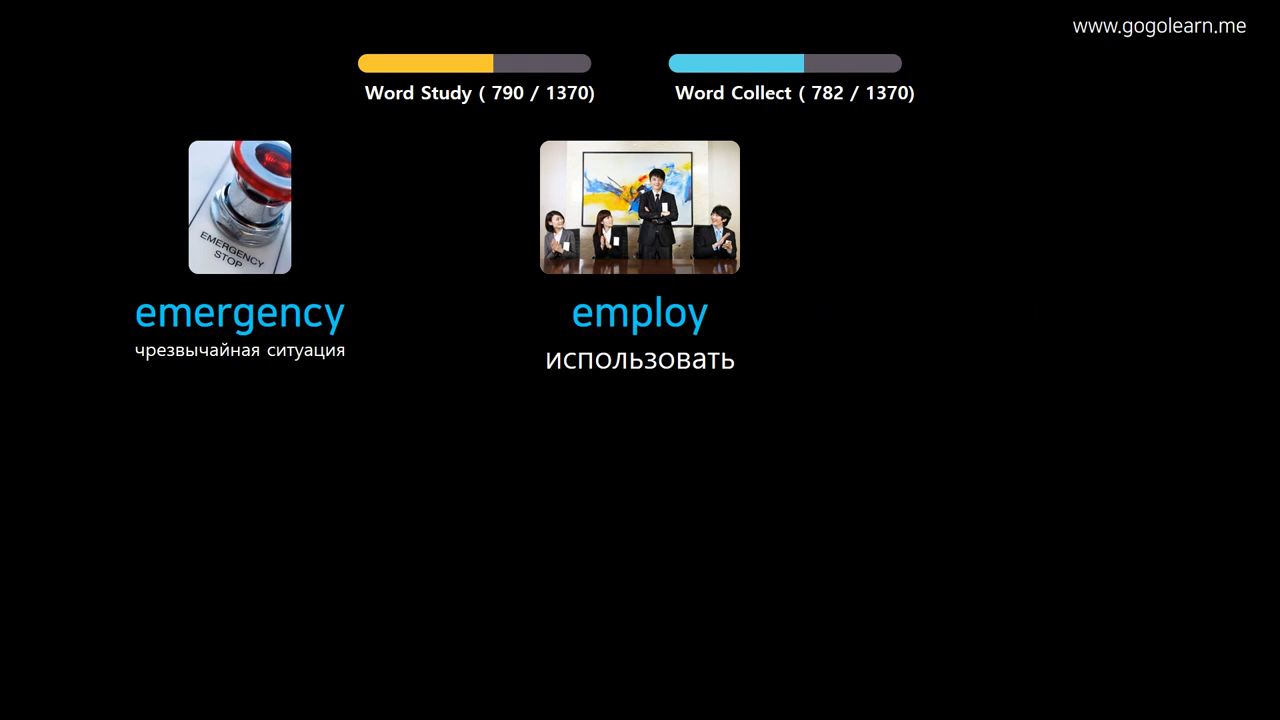 www.gogolearn.me
Word Study ( 790 / 1370)
Word Collect ( 782 / 1370)
EMERGENCY
STOP
emergency
чрезвычайная ситуация
employ
использовать